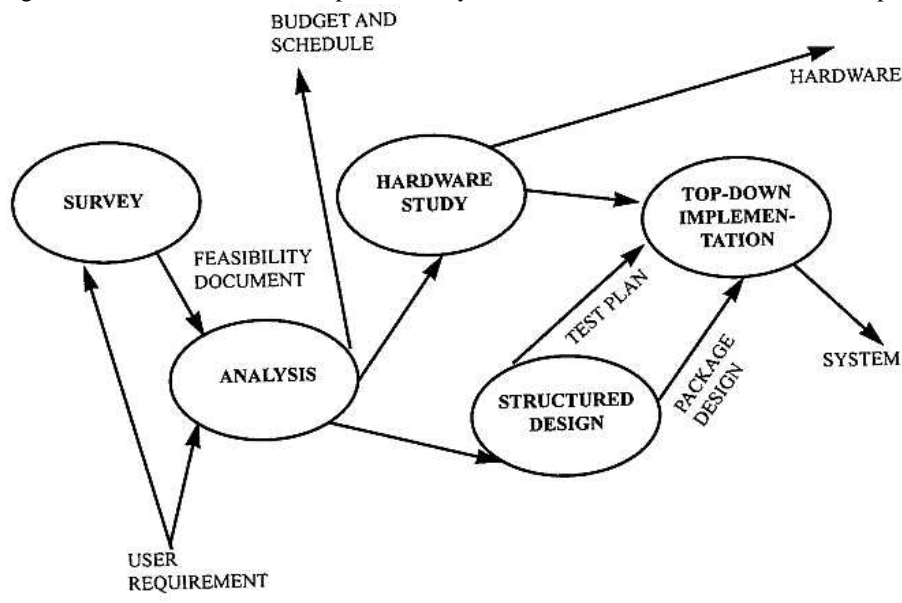 BUDGET AND
SCHEDULE
HARDWARE
SURVEY
HARDWARE
STUDY
TOP-DOWN
IMPLEMEN-
TATION
FEASIBILITY
DOCUMENT
TEST PLAN
ANALYSIS
STRUCTURED
DESIGN
PACKAGE
DESIGN
SYSTEM
USER
REQUIREMENT